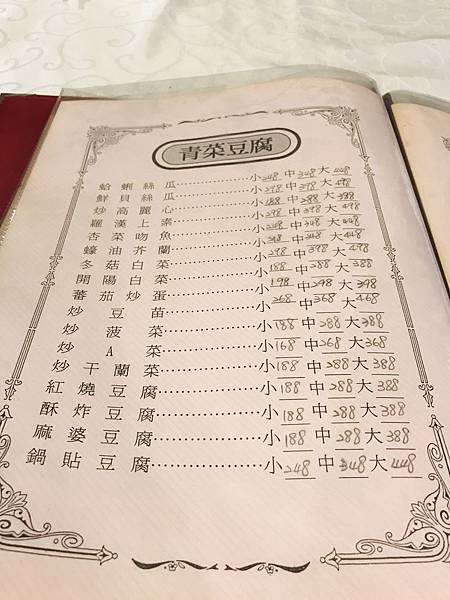 青菜豆腐
蛤蜊絲瓜……………小248中348大448
鮮貝絲瓜……………小298中398大498
炒高麗心……………小188中288大388
羅漢上素……………小298中398大498
杏菜吻魚……………小248中348大448
蠔油芥蘭……………小248中348大448
冬菇白菜……………小298中398大498
開陽白菜……………小188中288大388
蕃茄炒蛋……………小198中298大398
炒豆苗……………小268中368大468
炒菠菜……………小188中288大388
炒A菜……………小168中268大368
炒干蘭菜……………小188中288大388
紅燒豆腐……………小188中288大388
酥炸豆腐……………小188中288大388
麻婆豆腐……………小188中288大388
鍋貼豆腐……………小248中348大448